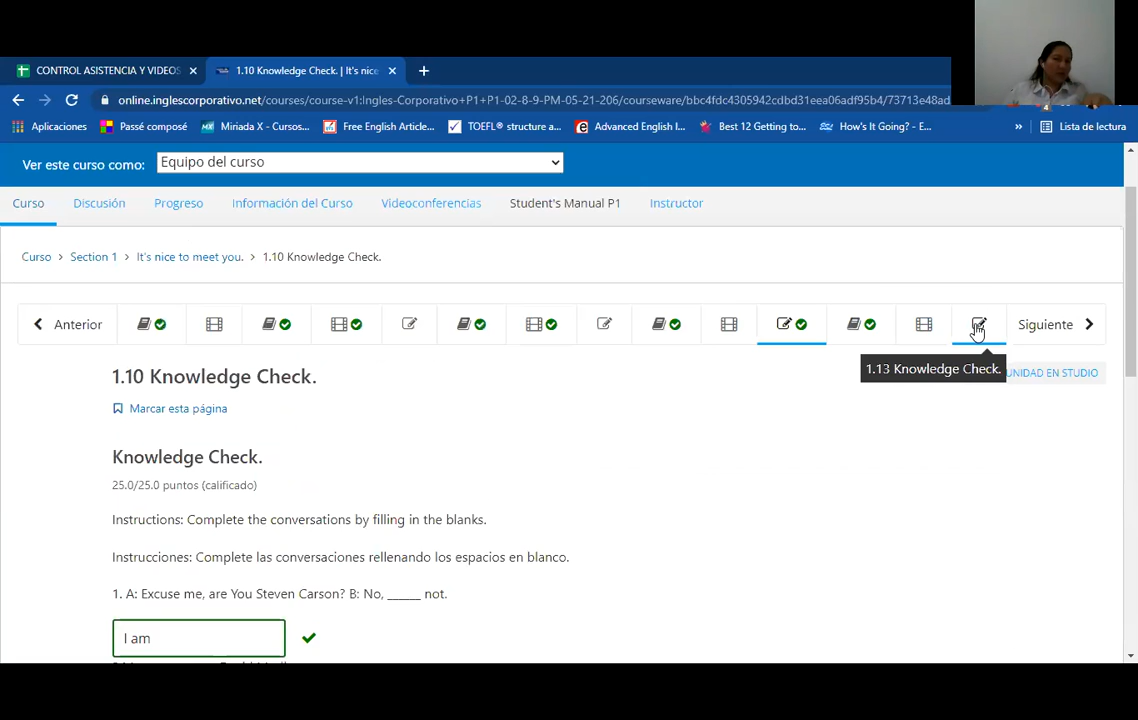 CONTROL ASISTENCIA Y VIDEOS
1.10 Knowledge Check. | It's nice
online.inglescorporativo.net/courses/course-v1:Ingles-Corporativo+P1+P1-02-8-9-PM-05-21-206/courseware/bbc4fdc4305942cdbd31eea06adf95b4/73713e48ad
Aplicaciones
Passé composé
Miriada X - Cursos...
Free English Article...
TOEFL® structure a...
Advanced English I...
Best 12 Getting to...
How's It Going? - E...
»
Lista de lectura
4
Ver este curso como:
Equipo del curso
Curso
Discusión
Progreso
Información del Curso
Videoconferencias
Student's Manual P1
Instructor
Curso > Section 1 > It's nice to meet you. > 1.10 Knowledge Check.
Anterior
Siguiente
1.13 Knowledge Check.
UNIDAD EN STUDIO
1.10 Knowledge Check.
Marcar esta página
Knowledge Check.
25.0/25.0 puntos (calificado)
Instructions: Complete the conversations by filling in the blanks.
Instrucciones: Complete las conversaciones rellenando los espacios en blanco.
1. A: Excuse me, are You Steven Carson? B: No, ______ not.
I am